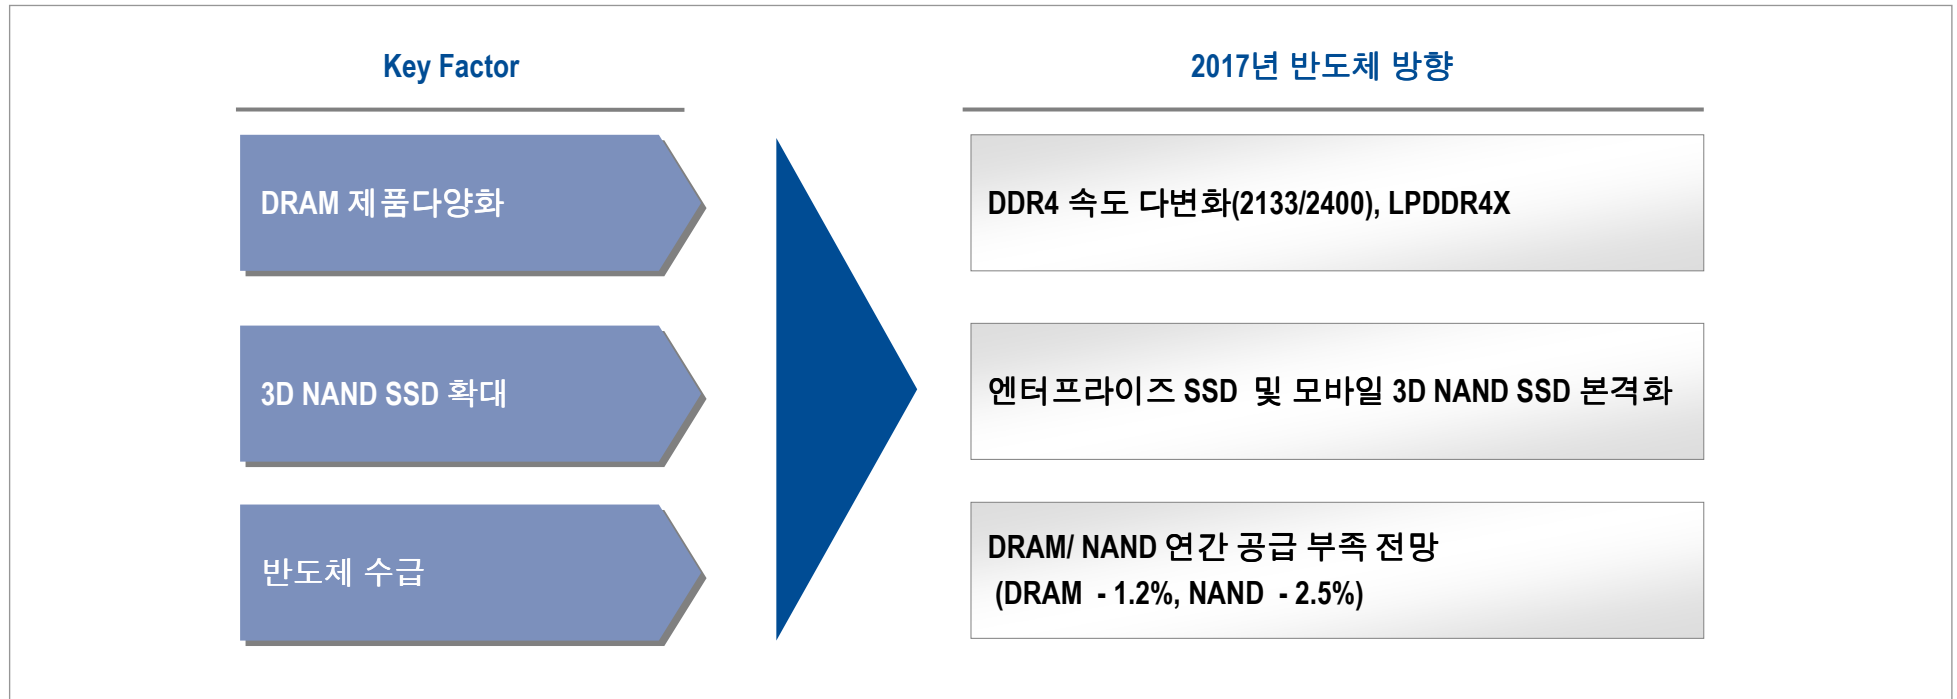 Key Factor
2017년 반도체 방향
DRAM 제품다양화
DDR4 속도 다변화(2133/2400), LPDDR4X
3D NAND SSD 확대
엔터프라이즈 SSD 및 모바일 3D NAND SSD 본격화
반도체 수급
DRAM/ NAND 연간 공급 부족 전망
(DRAM - 1.2%, NAND - 2.5%)